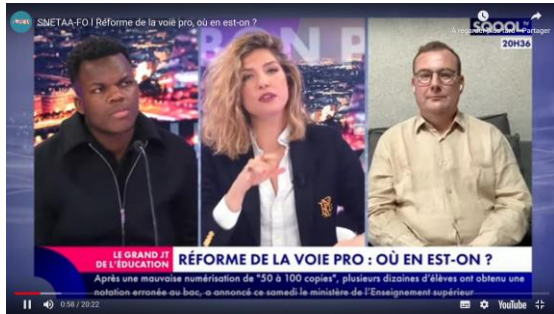 SNETAA-FO I Réforme de la voie pro, où en est-on ?
À regarder plus tard
Partager
SQOOL TV
20H36
BON P
LE GRAND JT
DE L'ÉDUCATION
RÉFORME DE LA VOIE PRO : OÙ EN EST-ON ?
Après une mauvaise numérisation de "50 à 100 copies", plusieurs dizaines d'élèves ont obtenu une
notation erronée au bac, a annoncé ce samedi le ministère de l'Enseignement supérieur
0:58 / 20:22
YouTube